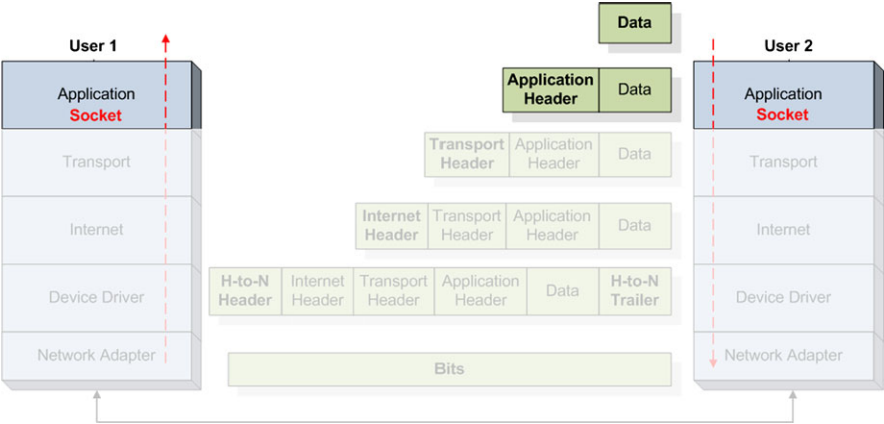 Data
User 1
User 2
Application
Socket
Application
Header
Data
Application
Socket
Transport
Transport
Header
Application
Header
Data
Transport
Internet
Internet
Header
Transport
Header
Application
Header
Data
Internet
Device Driver
H-to-N
Header
Internet
Header
Transport
Header
Application
Header
Data
H-to-N
Trailer
Device Driver
Network Adapter
Bits
Network Adapter